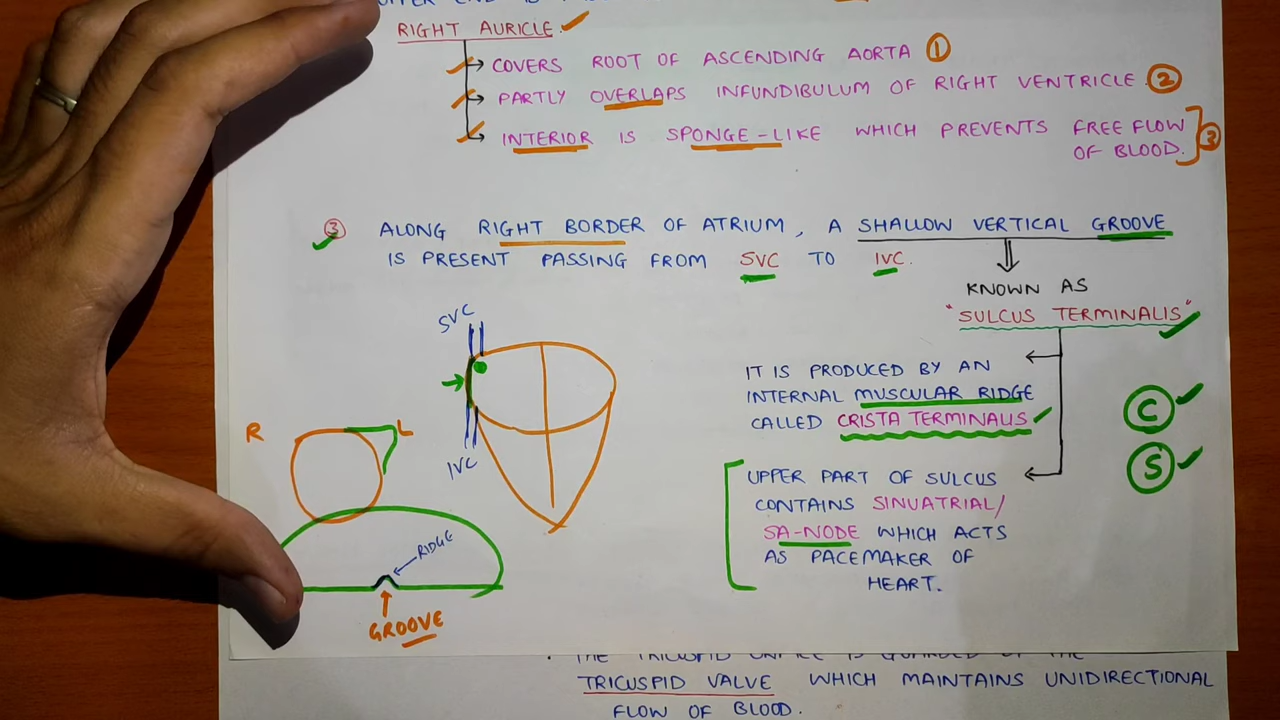 RIGHT AURICLE.
COVERS ROOT OF ASCENDING AORTA 1
PARTLY OVERLAPS INFUNDIBULUM OF RIGHT VENTRICLE. 2
INTERIOR IS SPONGE-LIKE WHICH PREVENTS FREE FLOW
OF BLOOD. 3
3 ALONG RIGHT BORDER OF ATRIUM, A SHALLOW VERTICAL GROOVE
IS PRESENT PASSING FROM SVC TO IVC.
KNOWN AS
"SULCUS TERMINALIS"
IT IS PRODUCED BY AN
INTERNAL MUSCULAR RIDGE
CALLED CRISTA TERMINALIS
C
S
UPPER PART OF SULCUS
CONTAINS SINUATRIAL/
SA-NODE WHICH ACTS
AS PACEMAKER OF
HEART.
SVC
IVC
R
L
RIDGE
GROOVE
TRICUSPID VALVE WHICH MAINTAINS UNIDIRECTIONAL
FLOW OF BLOOD.